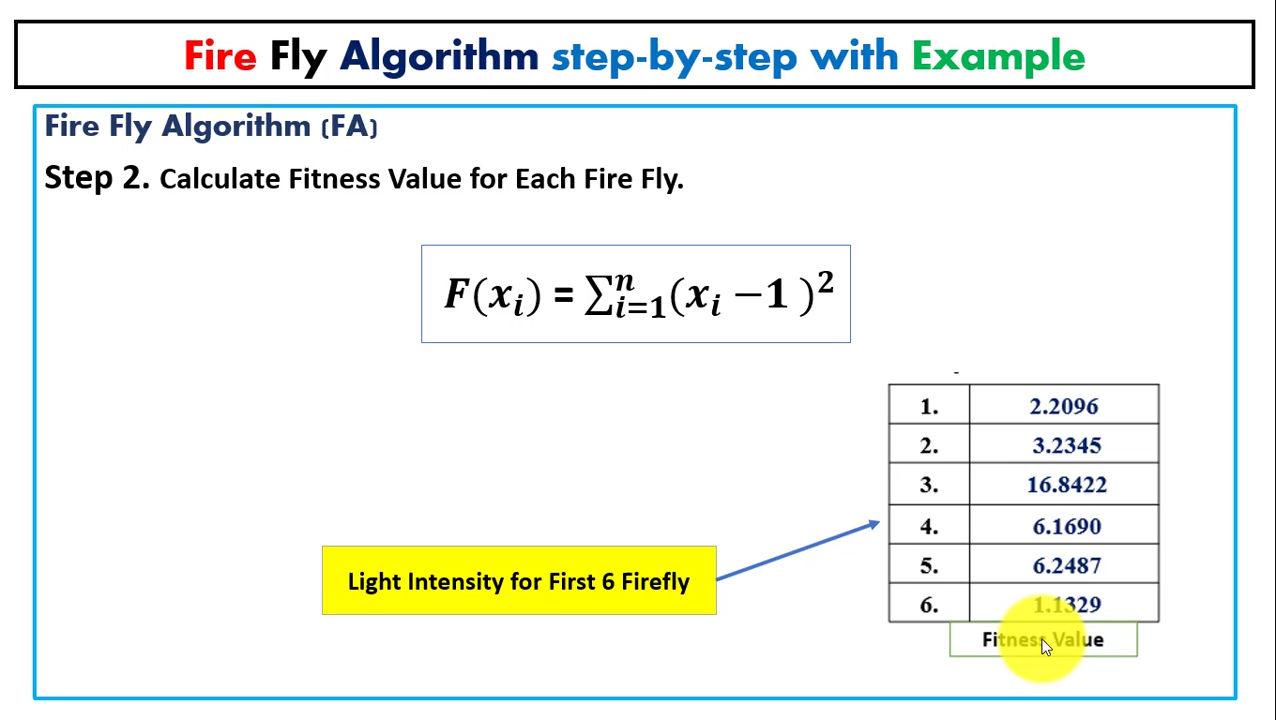 Fire Fly Algorithm step-by-step with Example
Fire Fly Algorithm (FA)
Step 2. Calculate Fitness Value for Each Fire Fly.
F(xᵢ) = ∑ⁿᵢ₌₁(xᵢ −1 )²
1. 2.2096
2. 3.2345
3. 16.8422
4. 6.1690
5. 6.2487
6. 1.1329
Light Intensity for First 6 Firefly
Fitness Value